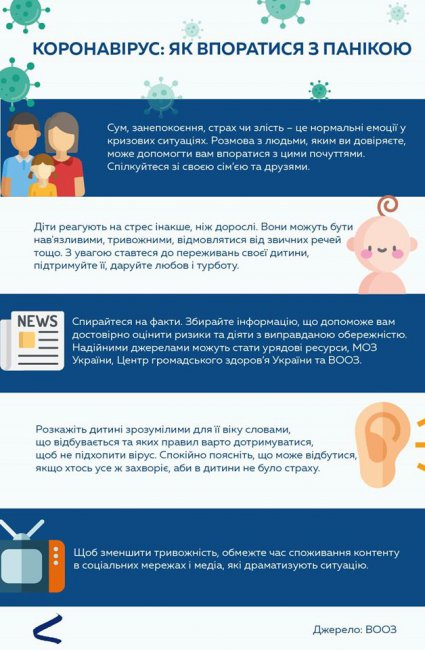 КОРОНАВІРУС: ЯК ВПОРАТИСЯ З ПАНІКОЮ
Сум, занепокоєння, страх чи злість – це нормальні емоції у
кризових ситуаціях. Розмова з людьми, яким ви довіряєте,
може допомогти вам впоратися з цими почуттями.
Спілкуйтеся зі своєю сім’єю та друзями.
Діти реагують на стрес інакше, ніж дорослі. Вони можуть бути
нав'язливими, тривожними, відмовлятися від звичних речей
тощо. З увагою ставтеся до переживань своєї дитини,
підтримуйте її, даруйте любов і турботу.
NEWS
Спирайтеся на факти. Збирайте інформацію, що допоможе вам
достовірно оцінити ризики та діяти з виправданою обережністю.
Надійними джерелами можуть стати урядові ресурси, МОЗ
України, Центр громадського здоров’я України та ВООЗ.
Розкажіть дитині зрозумілими для її віку словами,
що відбувається та яких правил варто дотримуватися,
щоб не підхопити вірус. Спокійно поясніть, що може відбутися,
якщо хтось усе ж захворіє, аби в дитини не було страху.
Щоб зменшити тривожність, обмежте час споживання контенту
в соціальних мережах і медіа, які драматизують ситуацію.
Джерело: ВООЗ